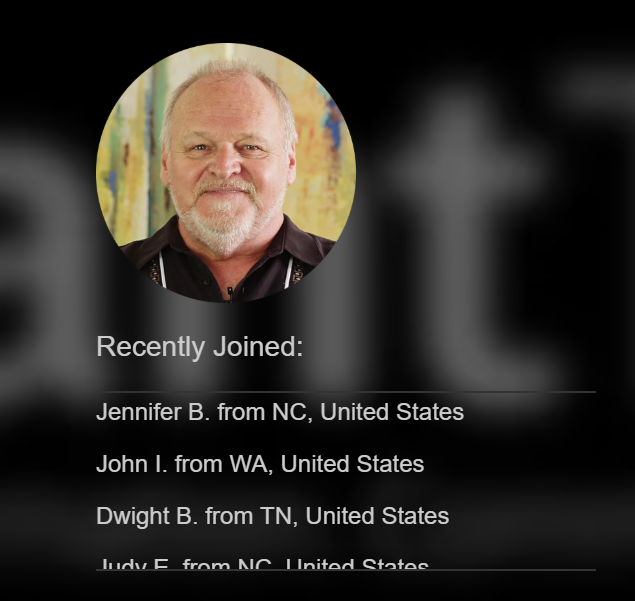 Recently Joined:
Jennifer B. from NC, United States
John I. from WA, United States
Dwight B. from TN, United States
Judy E. from NC, United States